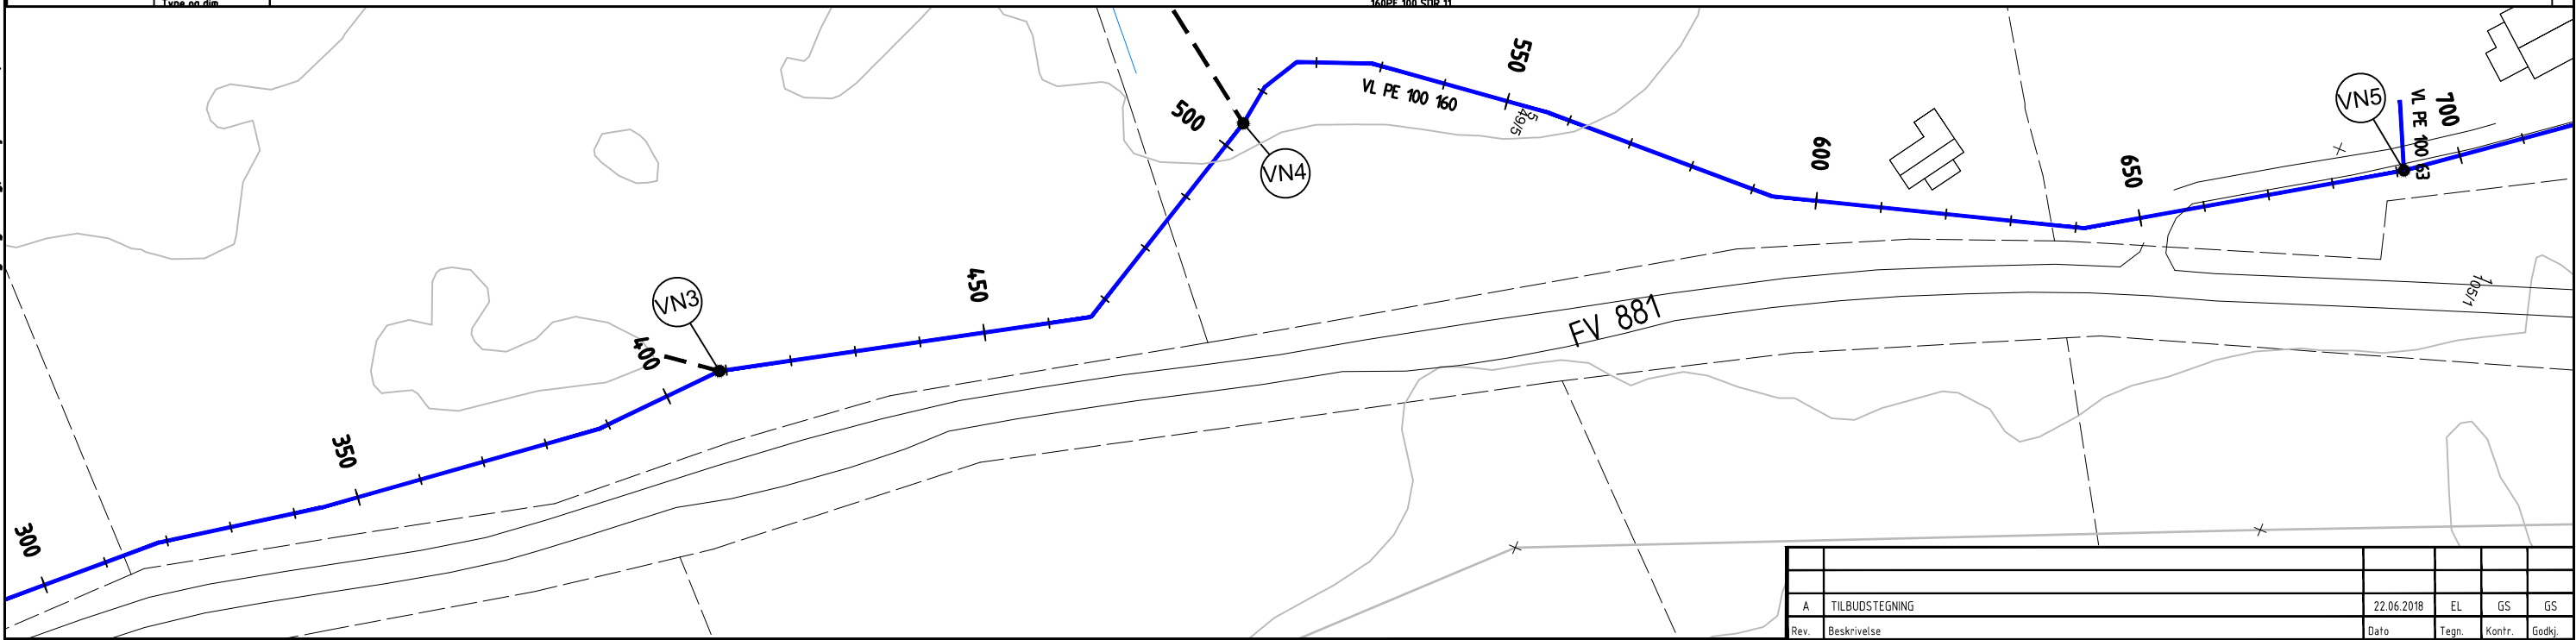 Type og dim
160PE 100 SDR 11
550
VL PE 100 160
49/5
500
VN4
600
650
VN5
VL PE 100 63
700
450
VN3
400
FV 881
105/1
350
300
A TILBUDSTEGNING 22.06.2018 EL GS GS
Rev. Beskrivelse Dato Tegn. Kontr. Godkj.